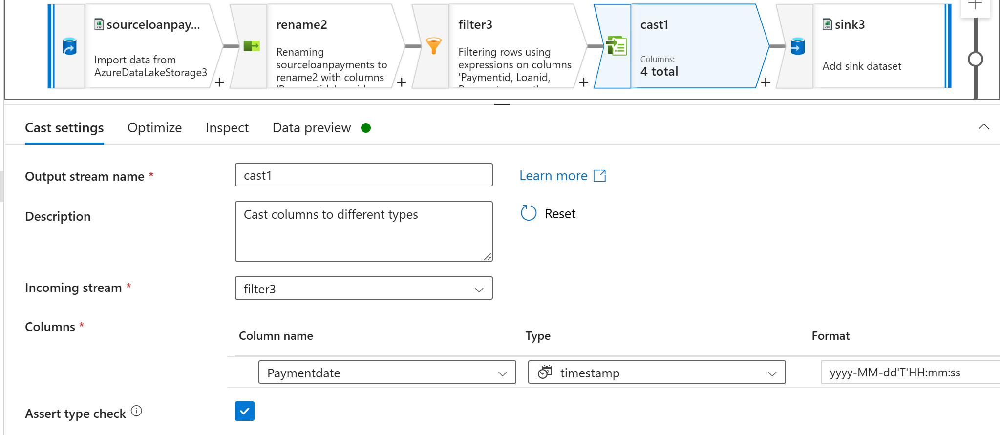 sourceloanpay...
Import data from
AzureDataLakeStorage3
rename2
Renaming
sourceloanpayments to
rename2 with columns
filter3
Filtering rows using
expressions on columns
'Paymentid, Loanid,
cast1
Columns:
4 total
sink3
Add sink dataset
Cast settings
Optimize
Inspect
Data preview
Output stream name *
cast1
Learn more
Description
Cast columns to different types
Reset
Incoming stream *
filter3
Columns *
Column name
Type
Format
Paymentdate
timestamp
yyyy-MM-dd'T'HH:mm:ss
Assert type check